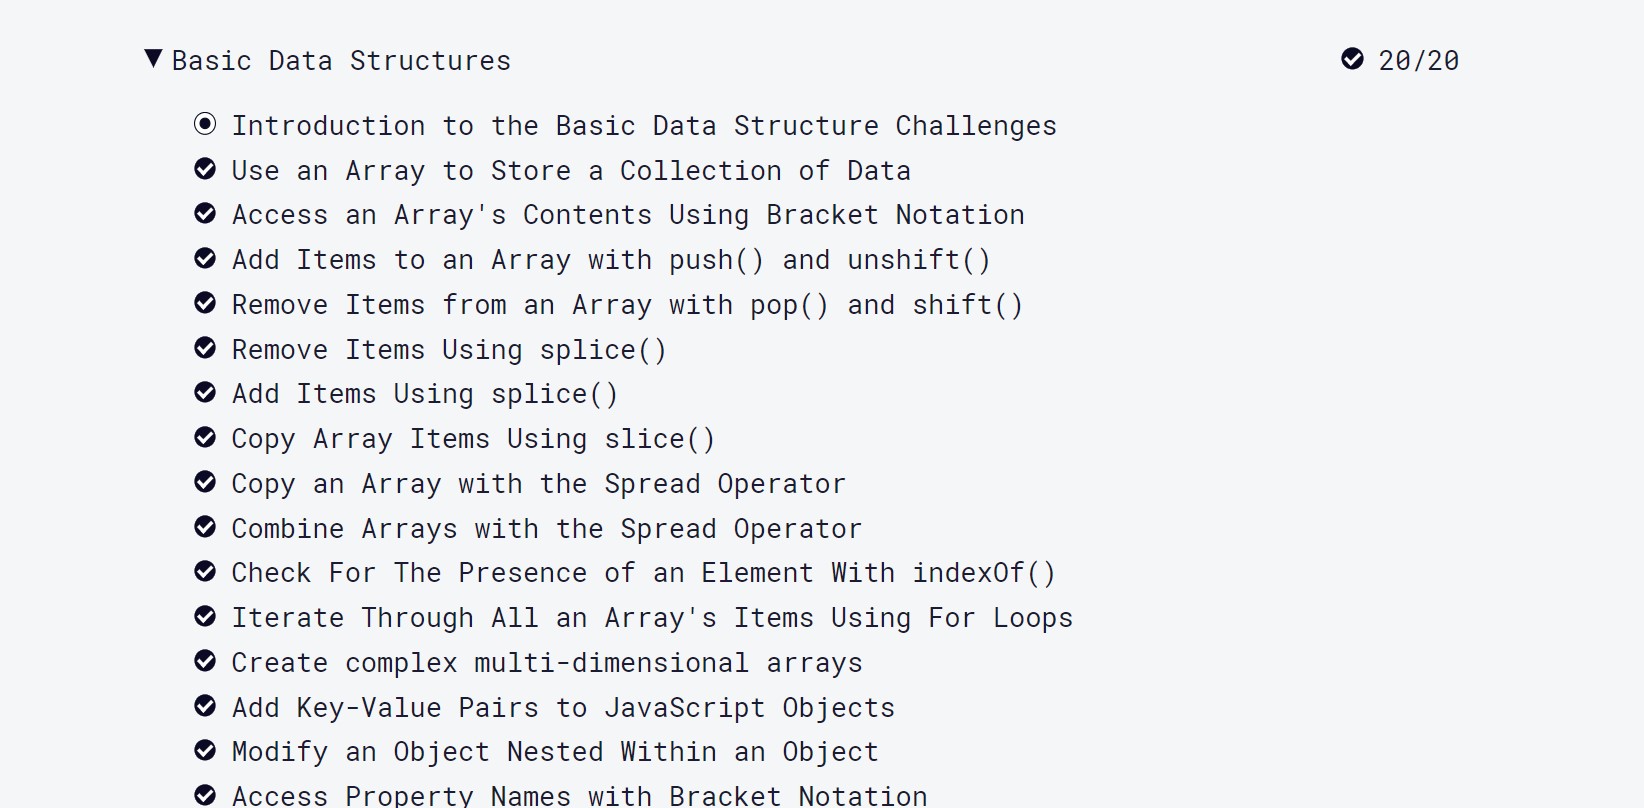 Basic Data Structures 20/20
Introduction to the Basic Data Structure Challenges
Use an Array to Store a Collection of Data
Access an Array's Contents Using Bracket Notation
Add Items to an Array with push() and unshift()
Remove Items from an Array with pop() and shift()
Remove Items Using splice()
Add Items Using splice()
Copy Array Items Using slice()
Copy an Array with the Spread Operator
Combine Arrays with the Spread Operator
Check For The Presence of an Element With indexOf()
Iterate Through All an Array's Items Using For Loops
Create complex multi-dimensional arrays
Add Key-Value Pairs to JavaScript Objects
Modify an Object Nested Within an Object
Access Property Names with Bracket Notation